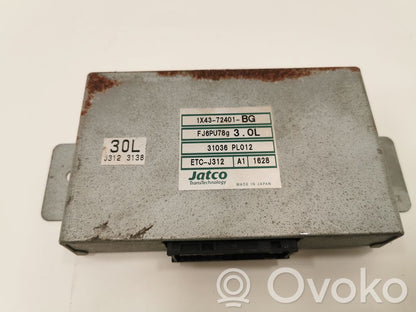 1X43-72401-BG
FJ6PU78g 3.0L
31036 PL012
ETC-J312 A1 1628
Jatco
TransTechnology MADE IN JAPAN
30L
J312 3138
Ovoko